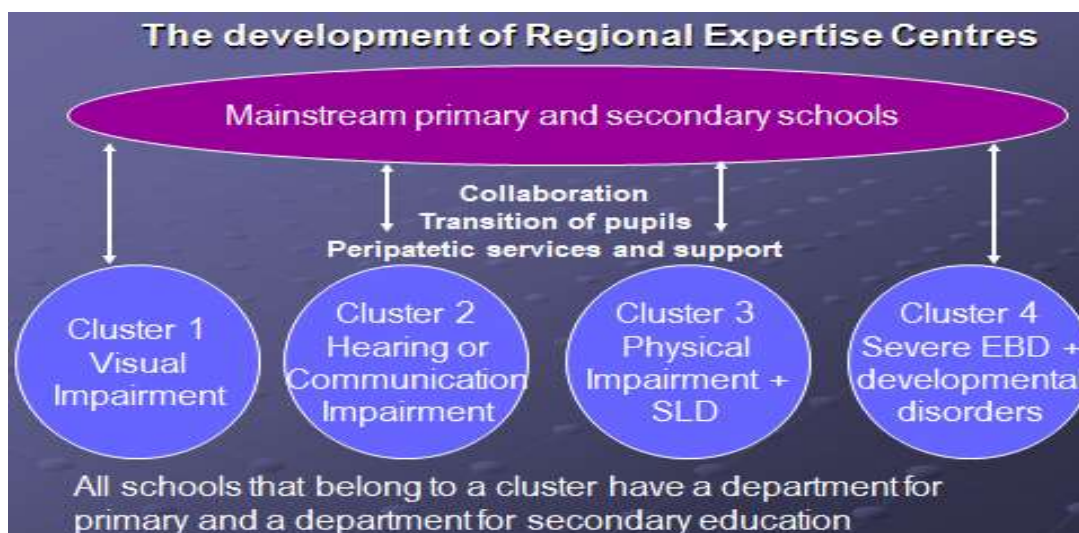 The development of Regional Expertise Centres
Mainstream primary and secondary schools
Collaboration
Transition of pupils
Peripatetic services and support
Cluster 1
Visual
Impairment
Cluster 2
Hearing or
Communication
Impairment
Cluster 3
Physical
Impairment +
SLD
Cluster 4
Severe EBD +
developmenta
disorders
All schools that belong to a cluster have a department for
primary and a department for secondary education